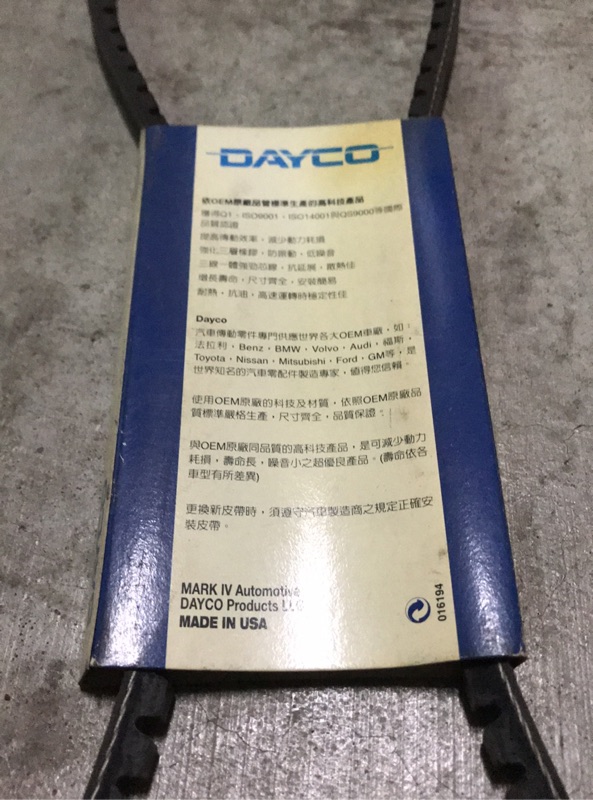 DAYCO
依OEM原廠品管標準生產的高科技產品
獲得Q1、ISO9001、ISO14001與QS9000等國際
品質認證
提高傳動效率，減少動力耗損
強化三層橡膠，防振動，低噪音
三線一體強勁芯線，抗延展，散熱佳
增長壽命，尺寸齊全，安裝簡易
耐熱，抗油，高速運轉時穩定性佳
Dayco
汽車傳動零件專門供應世界各大OEM車廠，如：
法拉利，Benz，BMW，Volvo，Audi，福斯，
Toyota，Nissan，Mitsubishi，Ford，GM等，是
世界知名的汽車零配件製造專家，值得您信賴。
使用OEM原廠的科技及材質，依照OEM原廠品
質標準嚴格生產，尺寸齊全，品質保證。
與OEM原廠同品質的高科技產品，是可減少動力
耗損，壽命長，噪音小之超優良產品。(壽命依各
車型有所差異)
更換新皮帶時，須遵守汽車製造商之規定正確安
裝皮帶。
MARK IV Automotive
DAYCO Products LLC
MADE IN USA
016194